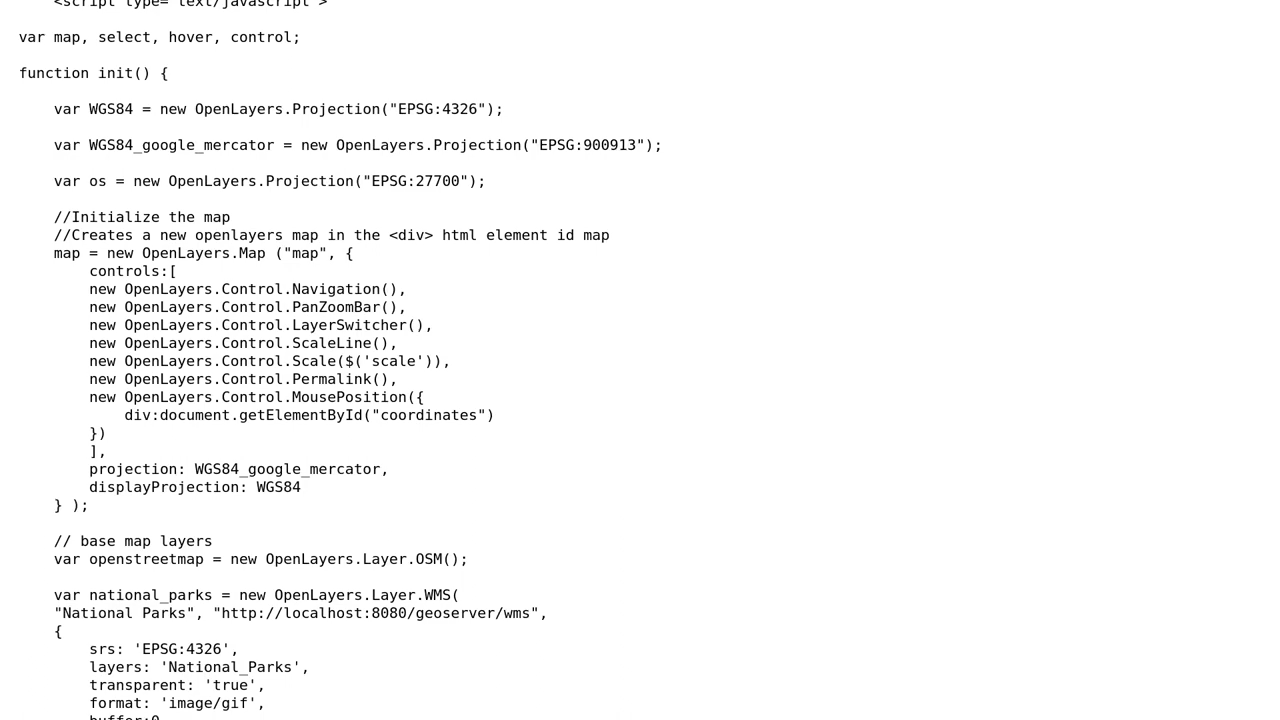 <script type="text/javascript">
var map, select, hover, control;
function init() {
var WGS84 = new OpenLayers.Projection("EPSG:4326");
var WGS84_google_mercator = new OpenLayers.Projection("EPSG:900913");
var os = new OpenLayers.Projection("EPSG:27700");
//Initialize the map
//Creates a new openlayers map in the <div> html element id map
map = new OpenLayers.Map ("map", {
controls:[
new OpenLayers.Control.Navigation(),
new OpenLayers.Control.PanZoomBar(),
new OpenLayers.Control.LayerSwitcher(),
new OpenLayers.Control.ScaleLine(),
new OpenLayers.Control.Scale($('scale')),
new OpenLayers.Control.Permalink(),
new OpenLayers.Control.MousePosition({
div:document.getElementById("coordinates")
})
],
projection: WGS84_google_mercator,
displayProjection: WGS84
} );
// base map layers
var openstreetmap = new OpenLayers.Layer.OSM();
var national_parks = new OpenLayers.Layer.WMS(
"National Parks", "http://localhost:8080/geoserver/wms",
{
srs: 'EPSG:4326',
layers: 'National_Parks',
transparent: 'true',
format: 'image/gif',
buffer:0